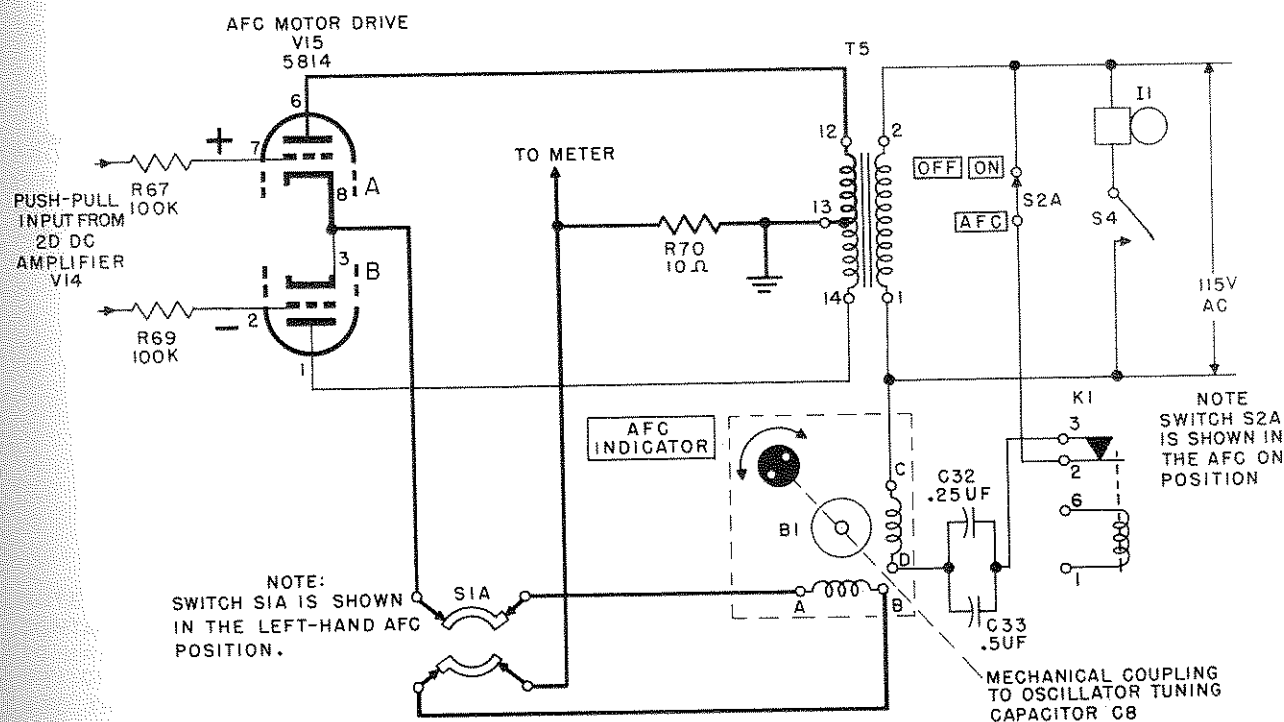 AFC MOTOR DRIVE
V15
5814
T5
6
12
2
I1
7
+
TO METER
OFF
ON
R67
100K
8
A
S2A
PUSH-PULL
INPUT FROM
2D DC
AMPLIFIER
V14
13
AFC
S4
R70
10Ω
3
B
115V
AC
14
1
R69
100K
2
−
1
K1
NOTE
SWITCH S2A
IS SHOWN IN
THE AFC ON
POSITION
AFC
INDICATOR
3
2
C
C32
.25UF
6
B1
D
1
NOTE:
SWITCH S1A IS SHOWN
IN THE LEFT-HAND AFC
POSITION.
S1A
A
B
C33
.5UF
MECHANICAL COUPLING
TO OSCILLATOR TUNING
CAPACITOR C8